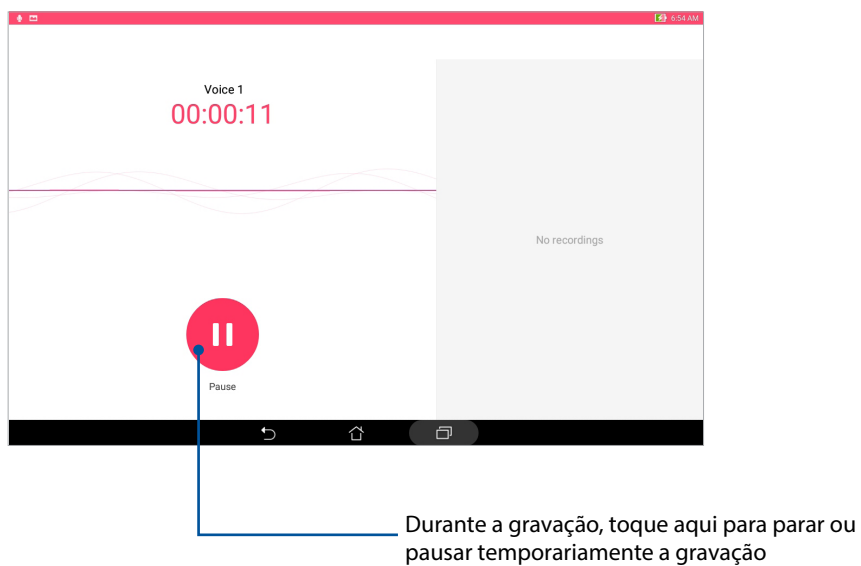 6:54 AM
Voice 1
00:00:11
No recordings
Pause
Durante a gravação, toque aqui para parar ou
pausar temporariamente a gravação